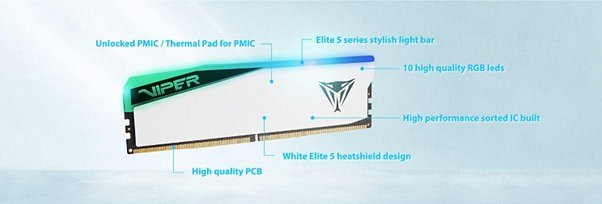 Elite 5 series stylish light bar
Unlocked PMIC / Thermal Pad for PMIC
10 high quality RGB leds
VIPER
High performance sorted IC built
White Elite 5 heatshield design
High quality PCB